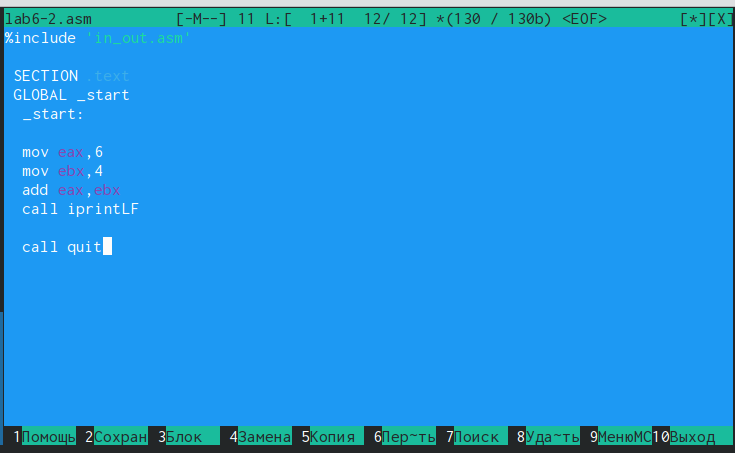 lab6-2.asm [-M--] 11 L:[ 1+11 12/ 12] *(130 / 130b) <EOF> [*][X]
%include 'in_out.asm'
SECTION .text
GLOBAL _start
_start:
mov eax,6
mov ebx,4
add eax,ebx
call iprintLF
call quit
1Помощь 2Сохран 3Блок 4Замена 5Копия 6Пер~ть 7Поиск 8Уда~ть 9МенюMC10Выход